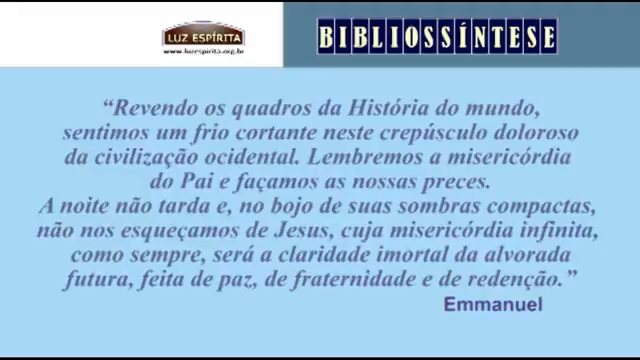 LUZ ESPÍRITA
www.luzespirita.org.br
BIBLIOSSÍNTESE
“Revendo os quadros da História do mundo,
sentimos um frio cortante neste crepúsculo doloroso
da civilização ocidental. Lembremos a misericórdia
do Pai e façamos as nossas preces.
A noite não tarda e, no bojo de suas sombras compactas,
não nos esqueçamos de Jesus, cuja misericórdia infinita,
como sempre, será a claridade imortal da alvorada
futura, feita de paz, de fraternidade e de redenção.”
Emmanuel